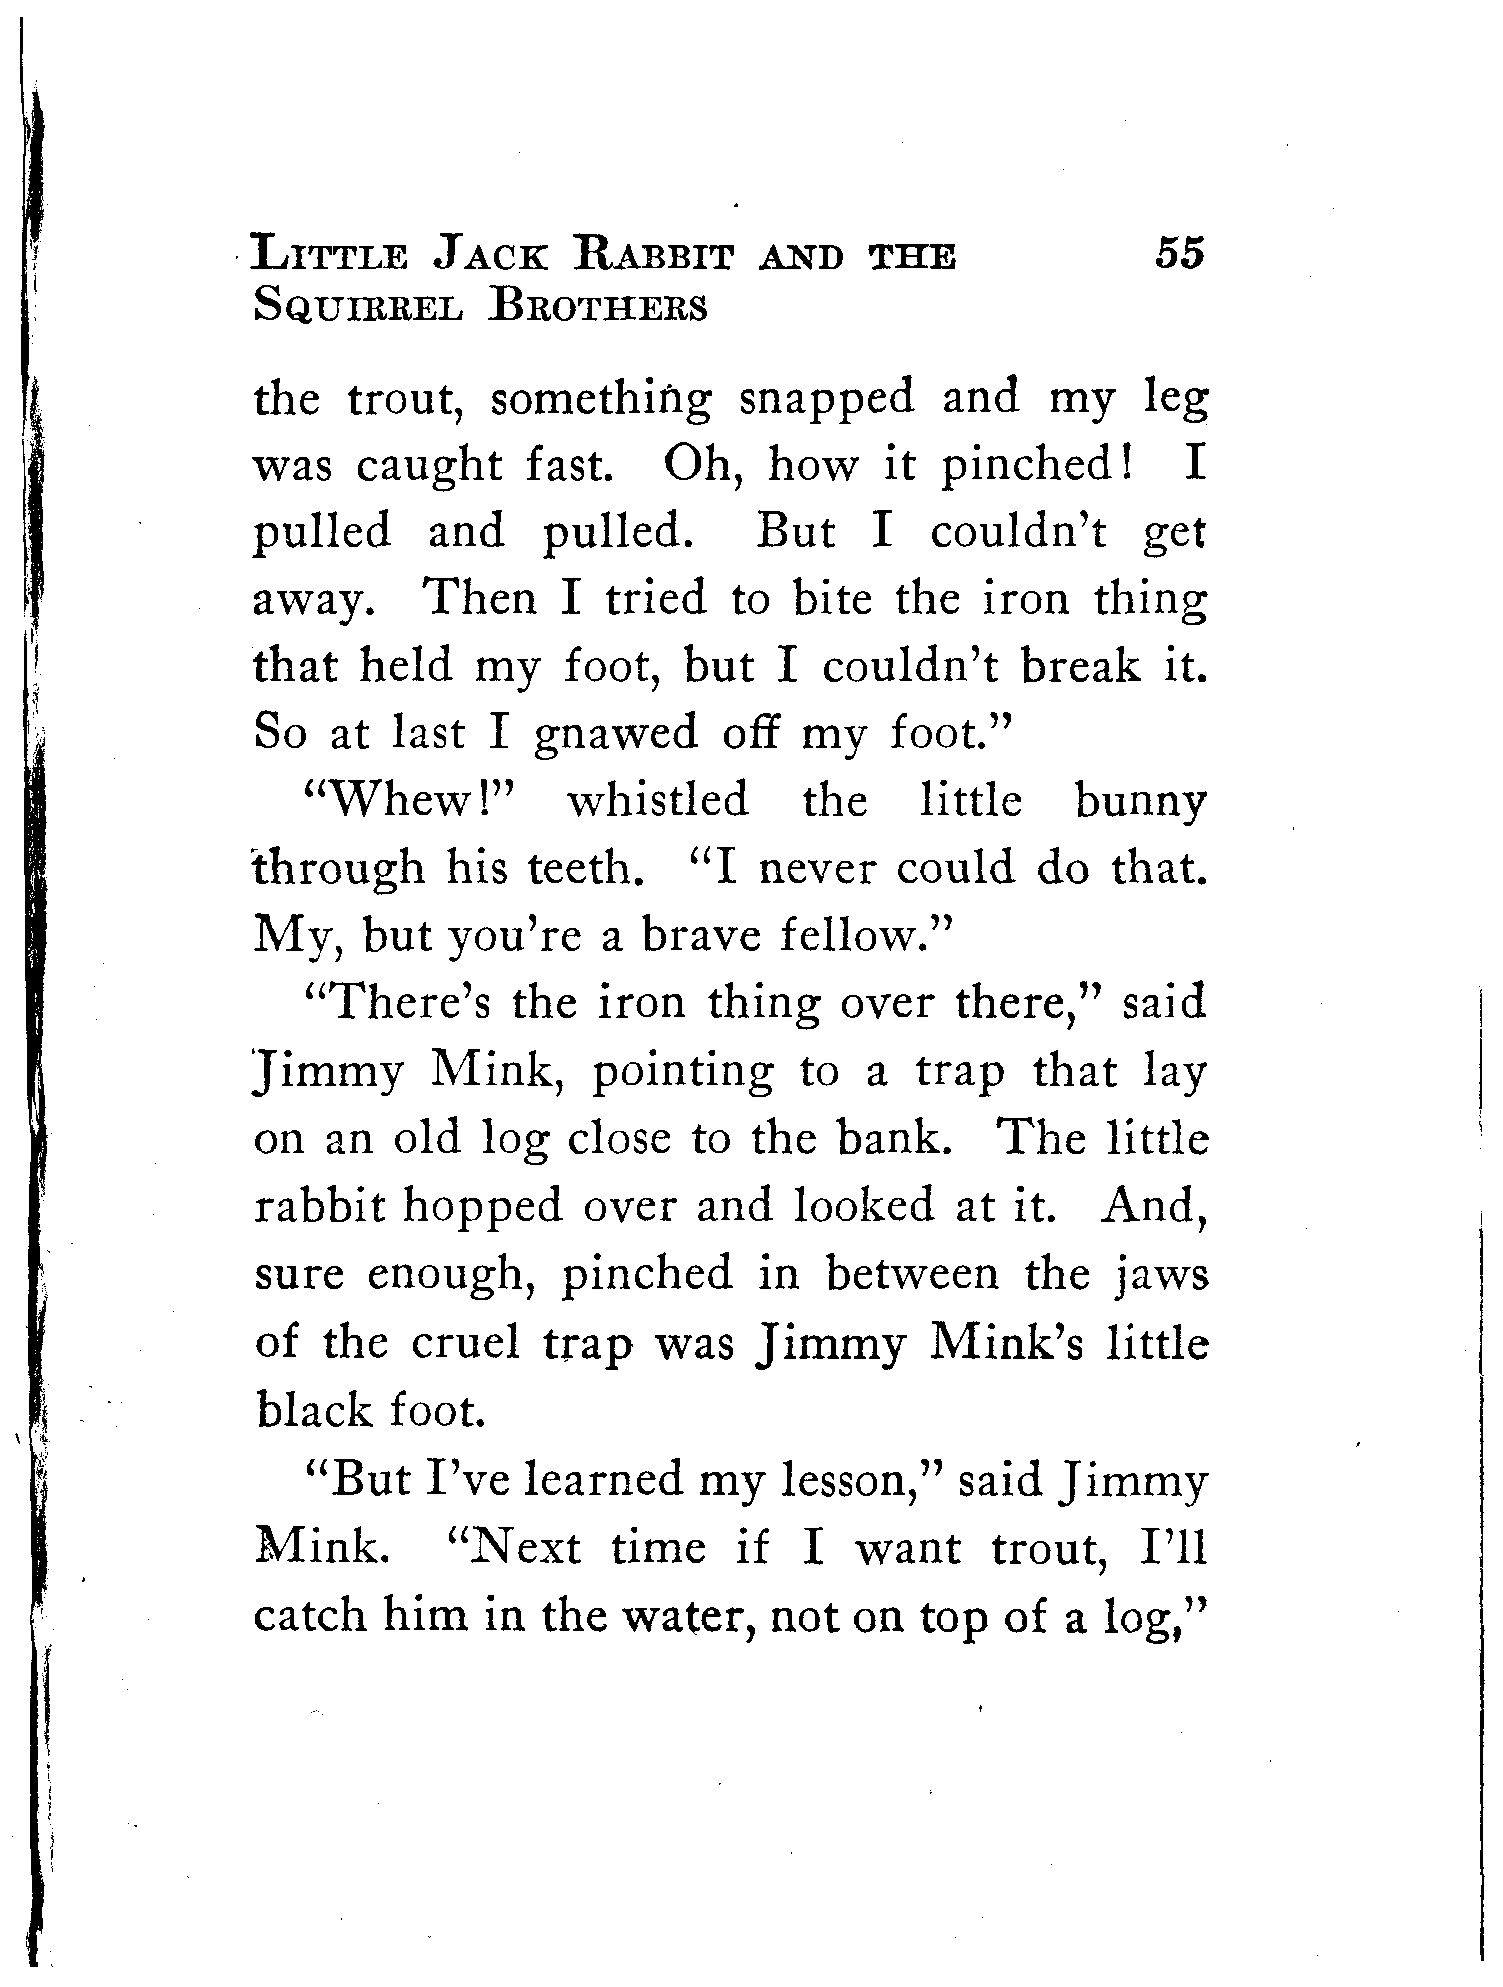 Little Jack Rabbit and the 55
Squirrel Brothers
the trout, something snapped and my leg
was caught fast. Oh, how it pinched! I
pulled and pulled. But I couldn't get
away. Then I tried to bite the iron thing
that held my foot, but I couldn't break it.
So at last I gnawed off my foot."
"Whew!" whistled the little bunny
through his teeth. "I never could do that.
My, but you're a brave fellow."
"There's the iron thing over there," said
Jimmy Mink, pointing to a trap that lay
on an old log close to the bank. The little
rabbit hopped over and looked at it. And,
sure enough, pinched in between the jaws
of the cruel trap was Jimmy Mink's little
black foot.
"But I've learned my lesson," said Jimmy
Mink. "Next time if I want trout, I'll
catch him in the water, not on top of a log,"